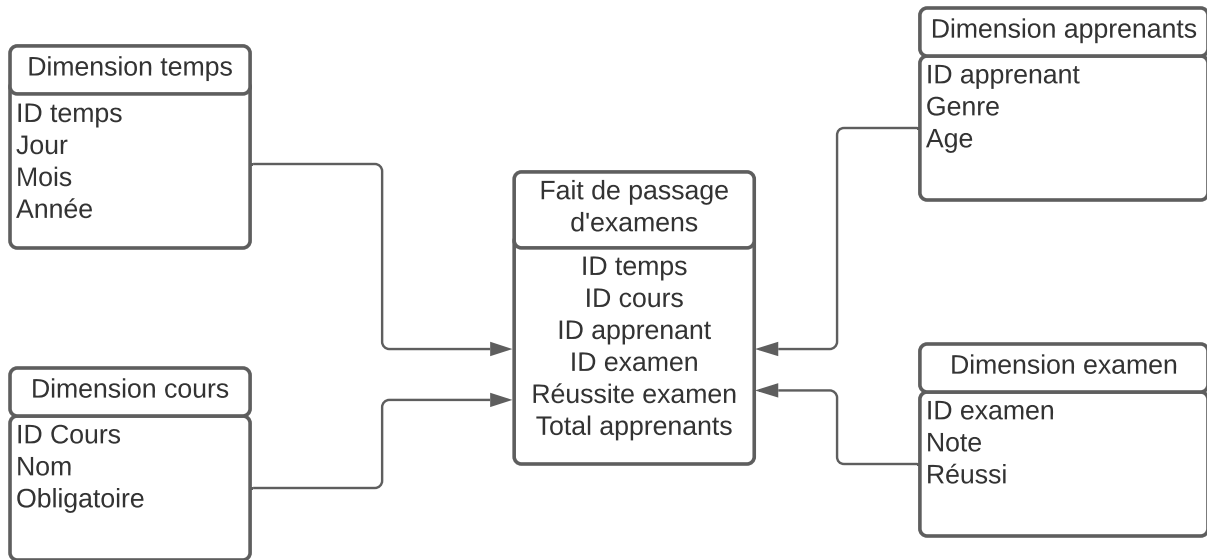 Dimension temps
ID temps
Jour
Mois
Année
Dimension cours
ID Cours
Nom
Obligatoire
Fait de passage
d'examens
ID temps
ID cours
ID apprenant
ID examen
Réussite examen
Total apprenants
Dimension apprenants
ID apprenant
Genre
Age
Dimension examen
ID examen
Note
Réussi